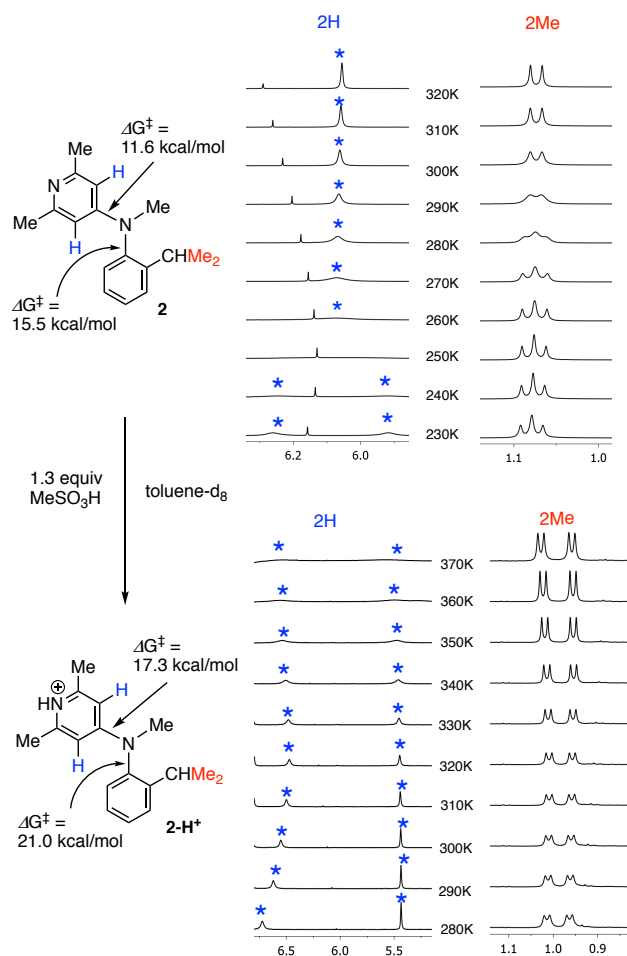 2H
2Me
*
320K
*
310K
*
300K
*
290K
*
280K
*
270K
*
260K
250K
* *
240K
* *
230K
6.2 6.0
1.1 1.0
ΔG‡ =
11.6 kcal/mol
Me
H
N
Me
N
Me
H
CHMe2
ΔG‡ =
15.5 kcal/mol
2
1.3 equiv
MeSO3H
toluene-d8
2H
2Me
* *
370K
* *
360K
* *
350K
* *
340K
* *
330K
* *
320K
* *
310K
* *
300K
* *
290K
* *
280K
6.5 6.0 5.5
1.1 1.0 0.9
ΔG‡ =
17.3 kcal/mol
Me
H
+
HN
Me
N
Me
H
CHMe2
ΔG‡ =
21.0 kcal/mol
2-H+